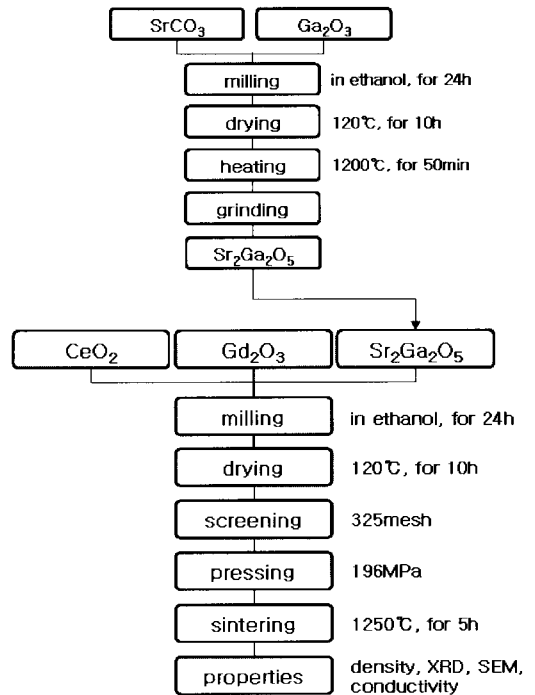 SrCO₃ Ga₂O₃
milling in ethanol, for 24h
drying 120℃, for 10h
heating 1200℃, for 50min
grinding
Sr₂Ga₂O₅
CeO₂ Gd₂O₃ Sr₂Ga₂O₅
milling in ethanol, for 24h
drying 120℃, for 10h
screening 325mesh
pressing 196MPa
sintering 1250℃, for 5h
properties density, XRD, SEM,
conductivity